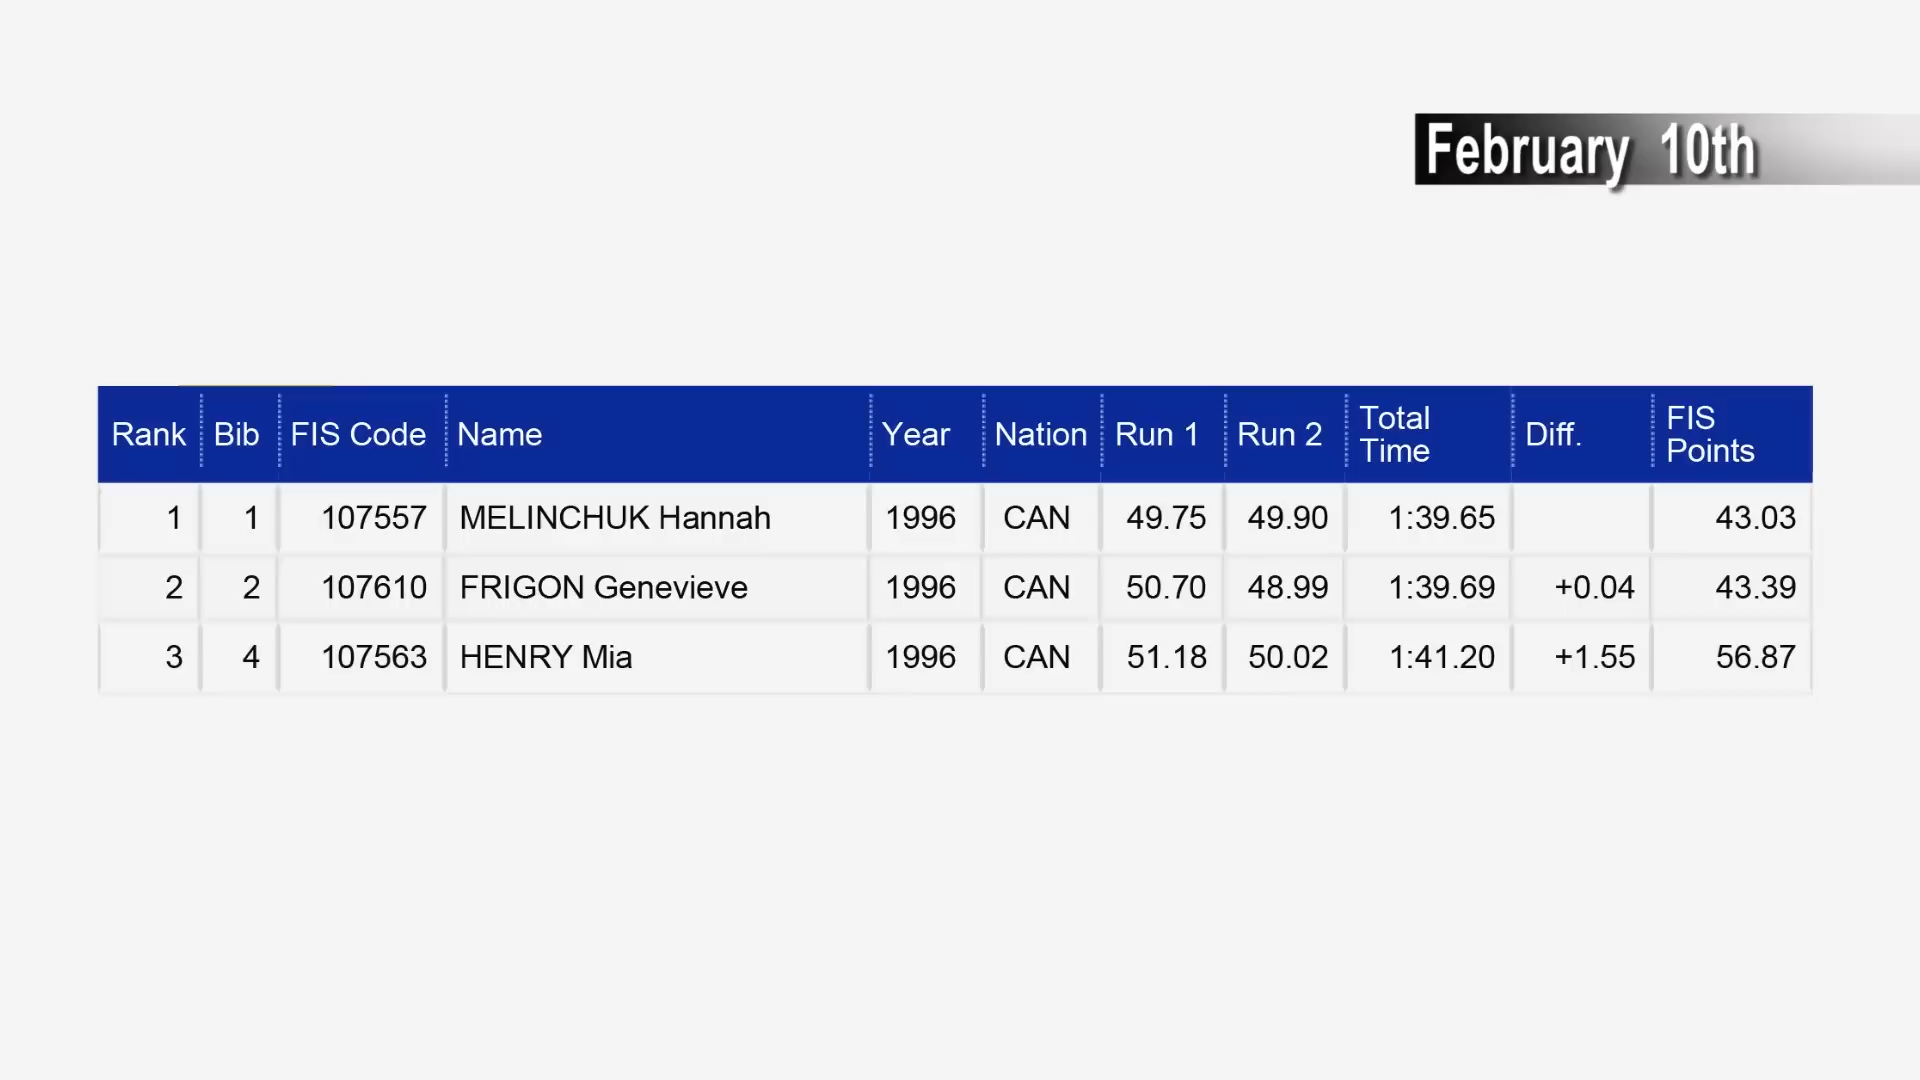 February 10th
Rank Bib FIS Code Name Year Nation Run 1 Run 2 Total Time Diff. FIS Points
1 1 107557 MELINCHUK Hannah 1996 CAN 49.75 49.90 1:39.65 43.03
2 2 107610 FRIGON Genevieve 1996 CAN 50.70 48.99 1:39.69 +0.04 43.39
3 4 107563 HENRY Mia 1996 CAN 51.18 50.02 1:41.20 +1.55 56.87